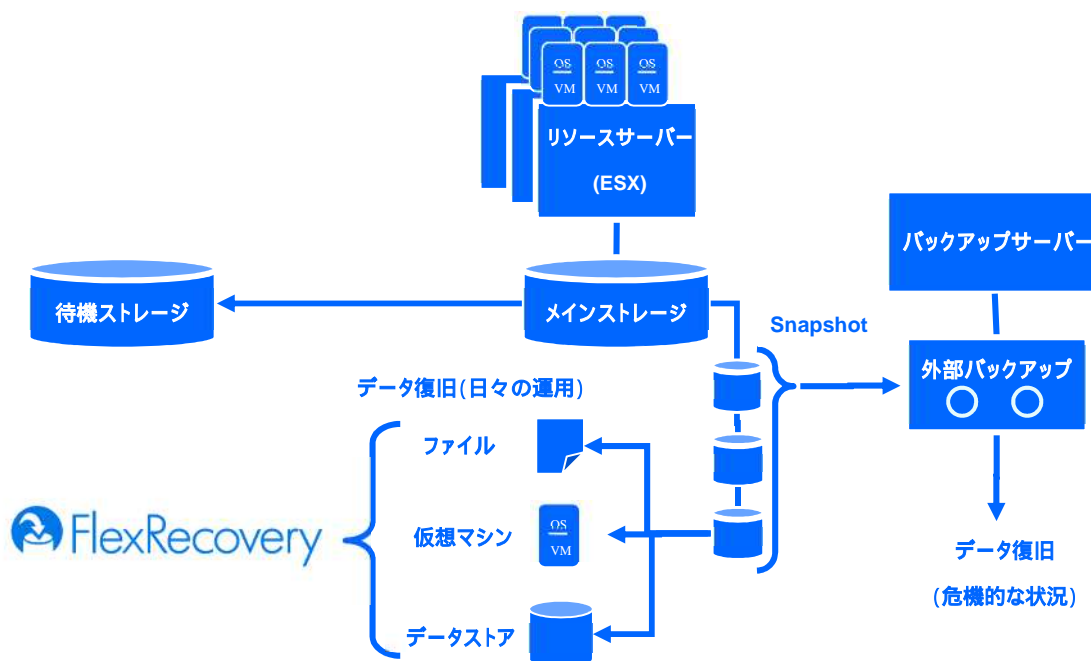 OS OS OS
VM VM VM
リソースサーバー
(ESX)
バックアップサーバー
待機ストレージ
メインストレージ
Snapshot
外部バックアップ
データ復旧(日々の運用)
ファイル
FlexRecovery
仮想マシン
OS
VM
データストア
データ復旧
(危機的な状況)